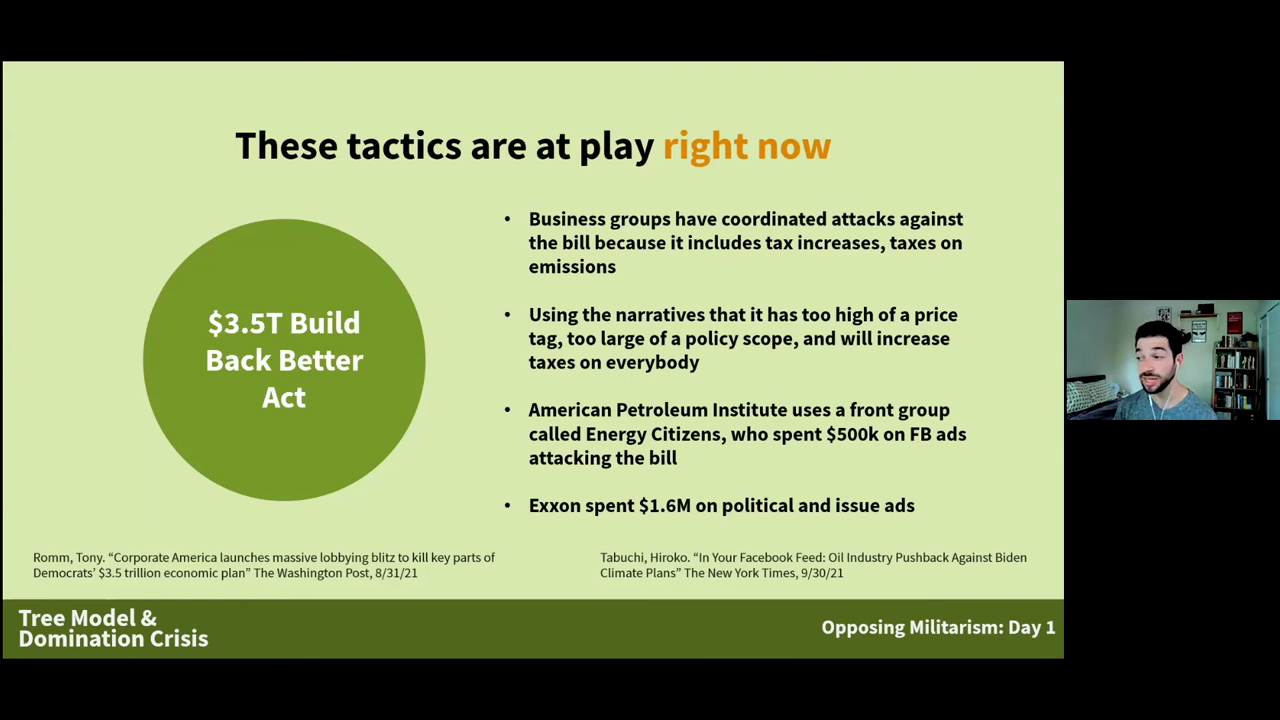 These tactics are at play right now
$3.5T Build
Back Better
Act
• Business groups have coordinated attacks against
the bill because it includes tax increases, taxes on
emissions
• Using the narratives that it has too high of a price
tag, too large of a policy scope, and will increase
taxes on everybody
• American Petroleum Institute uses a front group
called Energy Citizens, who spent $500k on FB ads
attacking the bill
• Exxon spent $1.6M on political and issue ads
Romm, Tony. “Corporate America launches massive lobbying blitz to kill key parts of
Democrats’ $3.5 trillion economic plan” The Washington Post, 8/31/21
Tabuchi, Hiroko. “In Your Facebook Feed: Oil Industry Pushback Against Biden
Climate Plans” The New York Times, 9/30/21
Tree Model &
Domination Crisis
Opposing Militarism: Day 1